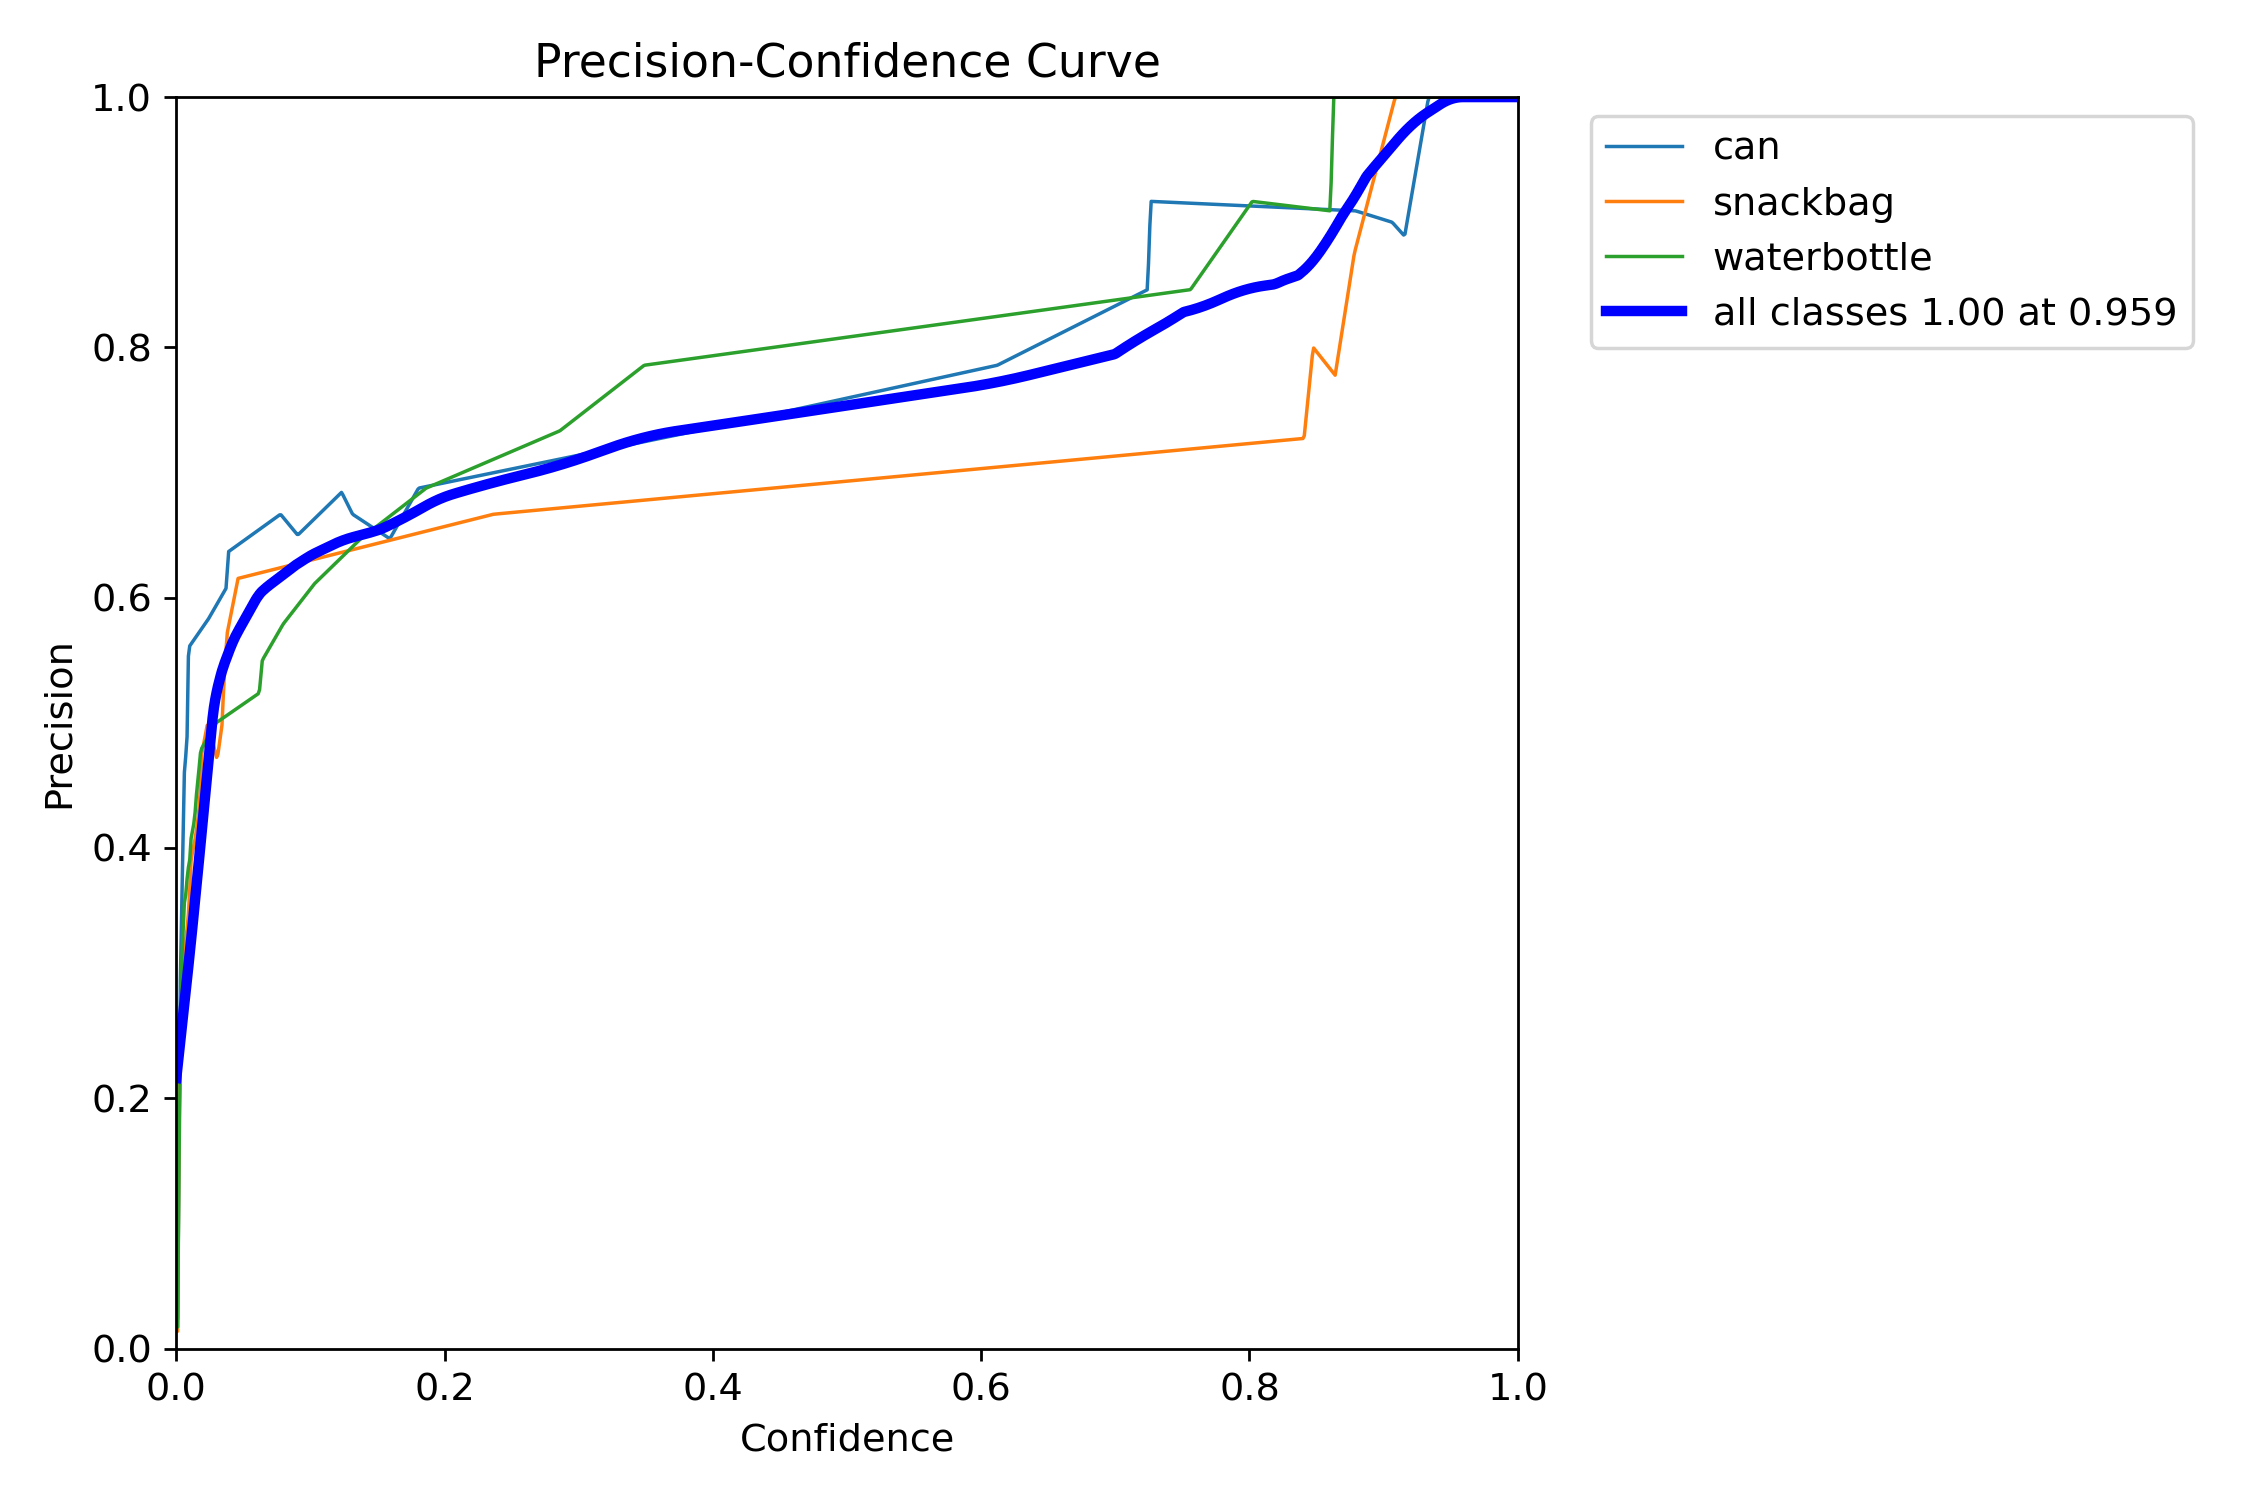 Precision-Confidence Curve
1.0
0.8
0.6
0.4
0.2
0.0
Precision
0.0 0.2 0.4 0.6 0.8 1.0
Confidence
can
snackbag
waterbottle
all classes 1.00 at 0.959